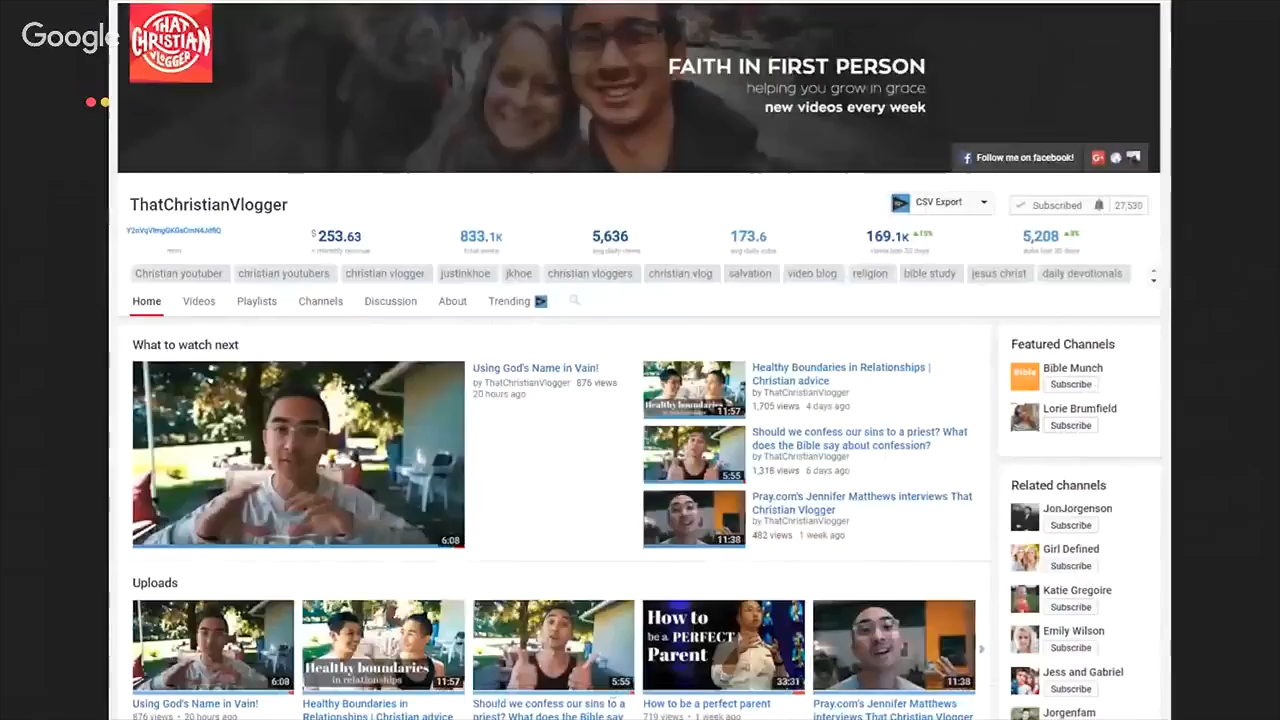 Google
THAT
CHRISTIAN
VLOGGER
FAITH IN FIRST PERSON
helping you grow in grace
new videos every week
Follow me on facebook!
G+
ThatChristianVlogger
CSV Export
Subscribed 27,530
$253.63 833.1K 5,636 173.6 169.1K 5,208
Christian youtuber christian youtubers christian vlogger justinkhoe jkhoe christian vloggers christian vlog salvation video blog religion bible study jesus christ daily devotionals
Home Videos Playlists Channels Discussion About Trending
What to watch next
6:08
Using God's Name in Vain!
by ThatChristianVlogger 876 views
20 hours ago
Healthy boundaries
in relationships
11:57
Healthy Boundaries in Relationships |
Christian advice
by ThatChristianVlogger
1,705 views 4 days ago
5:55
Should we confess our sins to a priest? What
does the Bible say about confession?
by ThatChristianVlogger
1,318 views 6 days ago
11:38
Pray.com's Jennifer Matthews interviews That
Christian Vlogger
by ThatChristianVlogger
482 views 1 week ago
Featured Channels
Bible
Bible Munch
Subscribe
Lorie Brumfield
Subscribe
Related channels
JonJorgenson
Subscribe
Girl Defined
Subscribe
Katie Gregoire
Subscribe
Emily Wilson
Subscribe
Jess and Gabriel
Subscribe
Jorgenfam
Uploads
6:08
Using God's Name in Vain!
876 views • 20 hours ago
Healthy boundaries
in relationships
11:57
Healthy Boundaries in
Relationships | Christian advice
5:55
Should we confess our sins to a
priest? What does the Bible say
How to
be a PERFECT
Parent
33:31
How to be a perfect parent
719 views • 1 week ago
11:38
Pray.com's Jennifer Matthews
interviews That Christian Vlogger